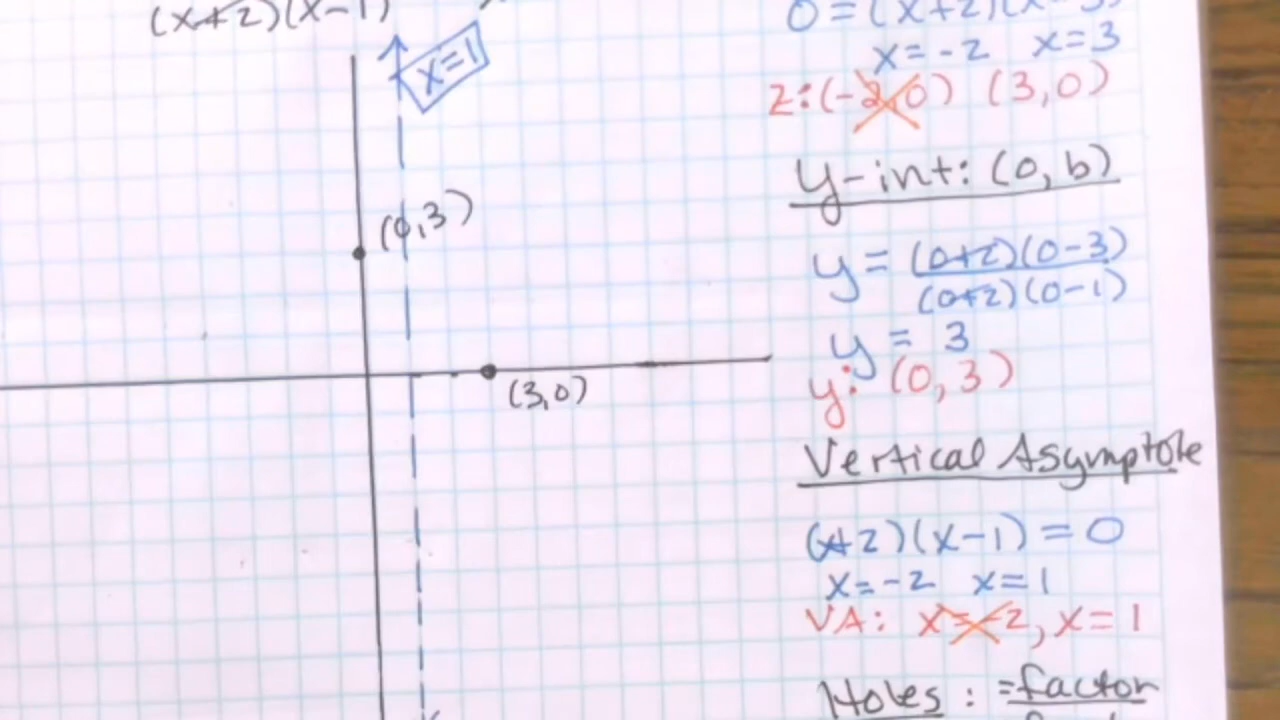 (x+2)(x-1)
x=1
(0,3)
(3,0)
0=(x+2)(x-3)
x=-2 x=3
Z:(-2,0) (3,0)
y-int: (0,b)
y = (0+2)(0-3)
(0+2)(0-1)
y = 3
y: (0,3)
Vertical Asymptote
(x+2)(x-1)=0
x=-2 x=1
VA: x=-2, x=1
Holes: =factor